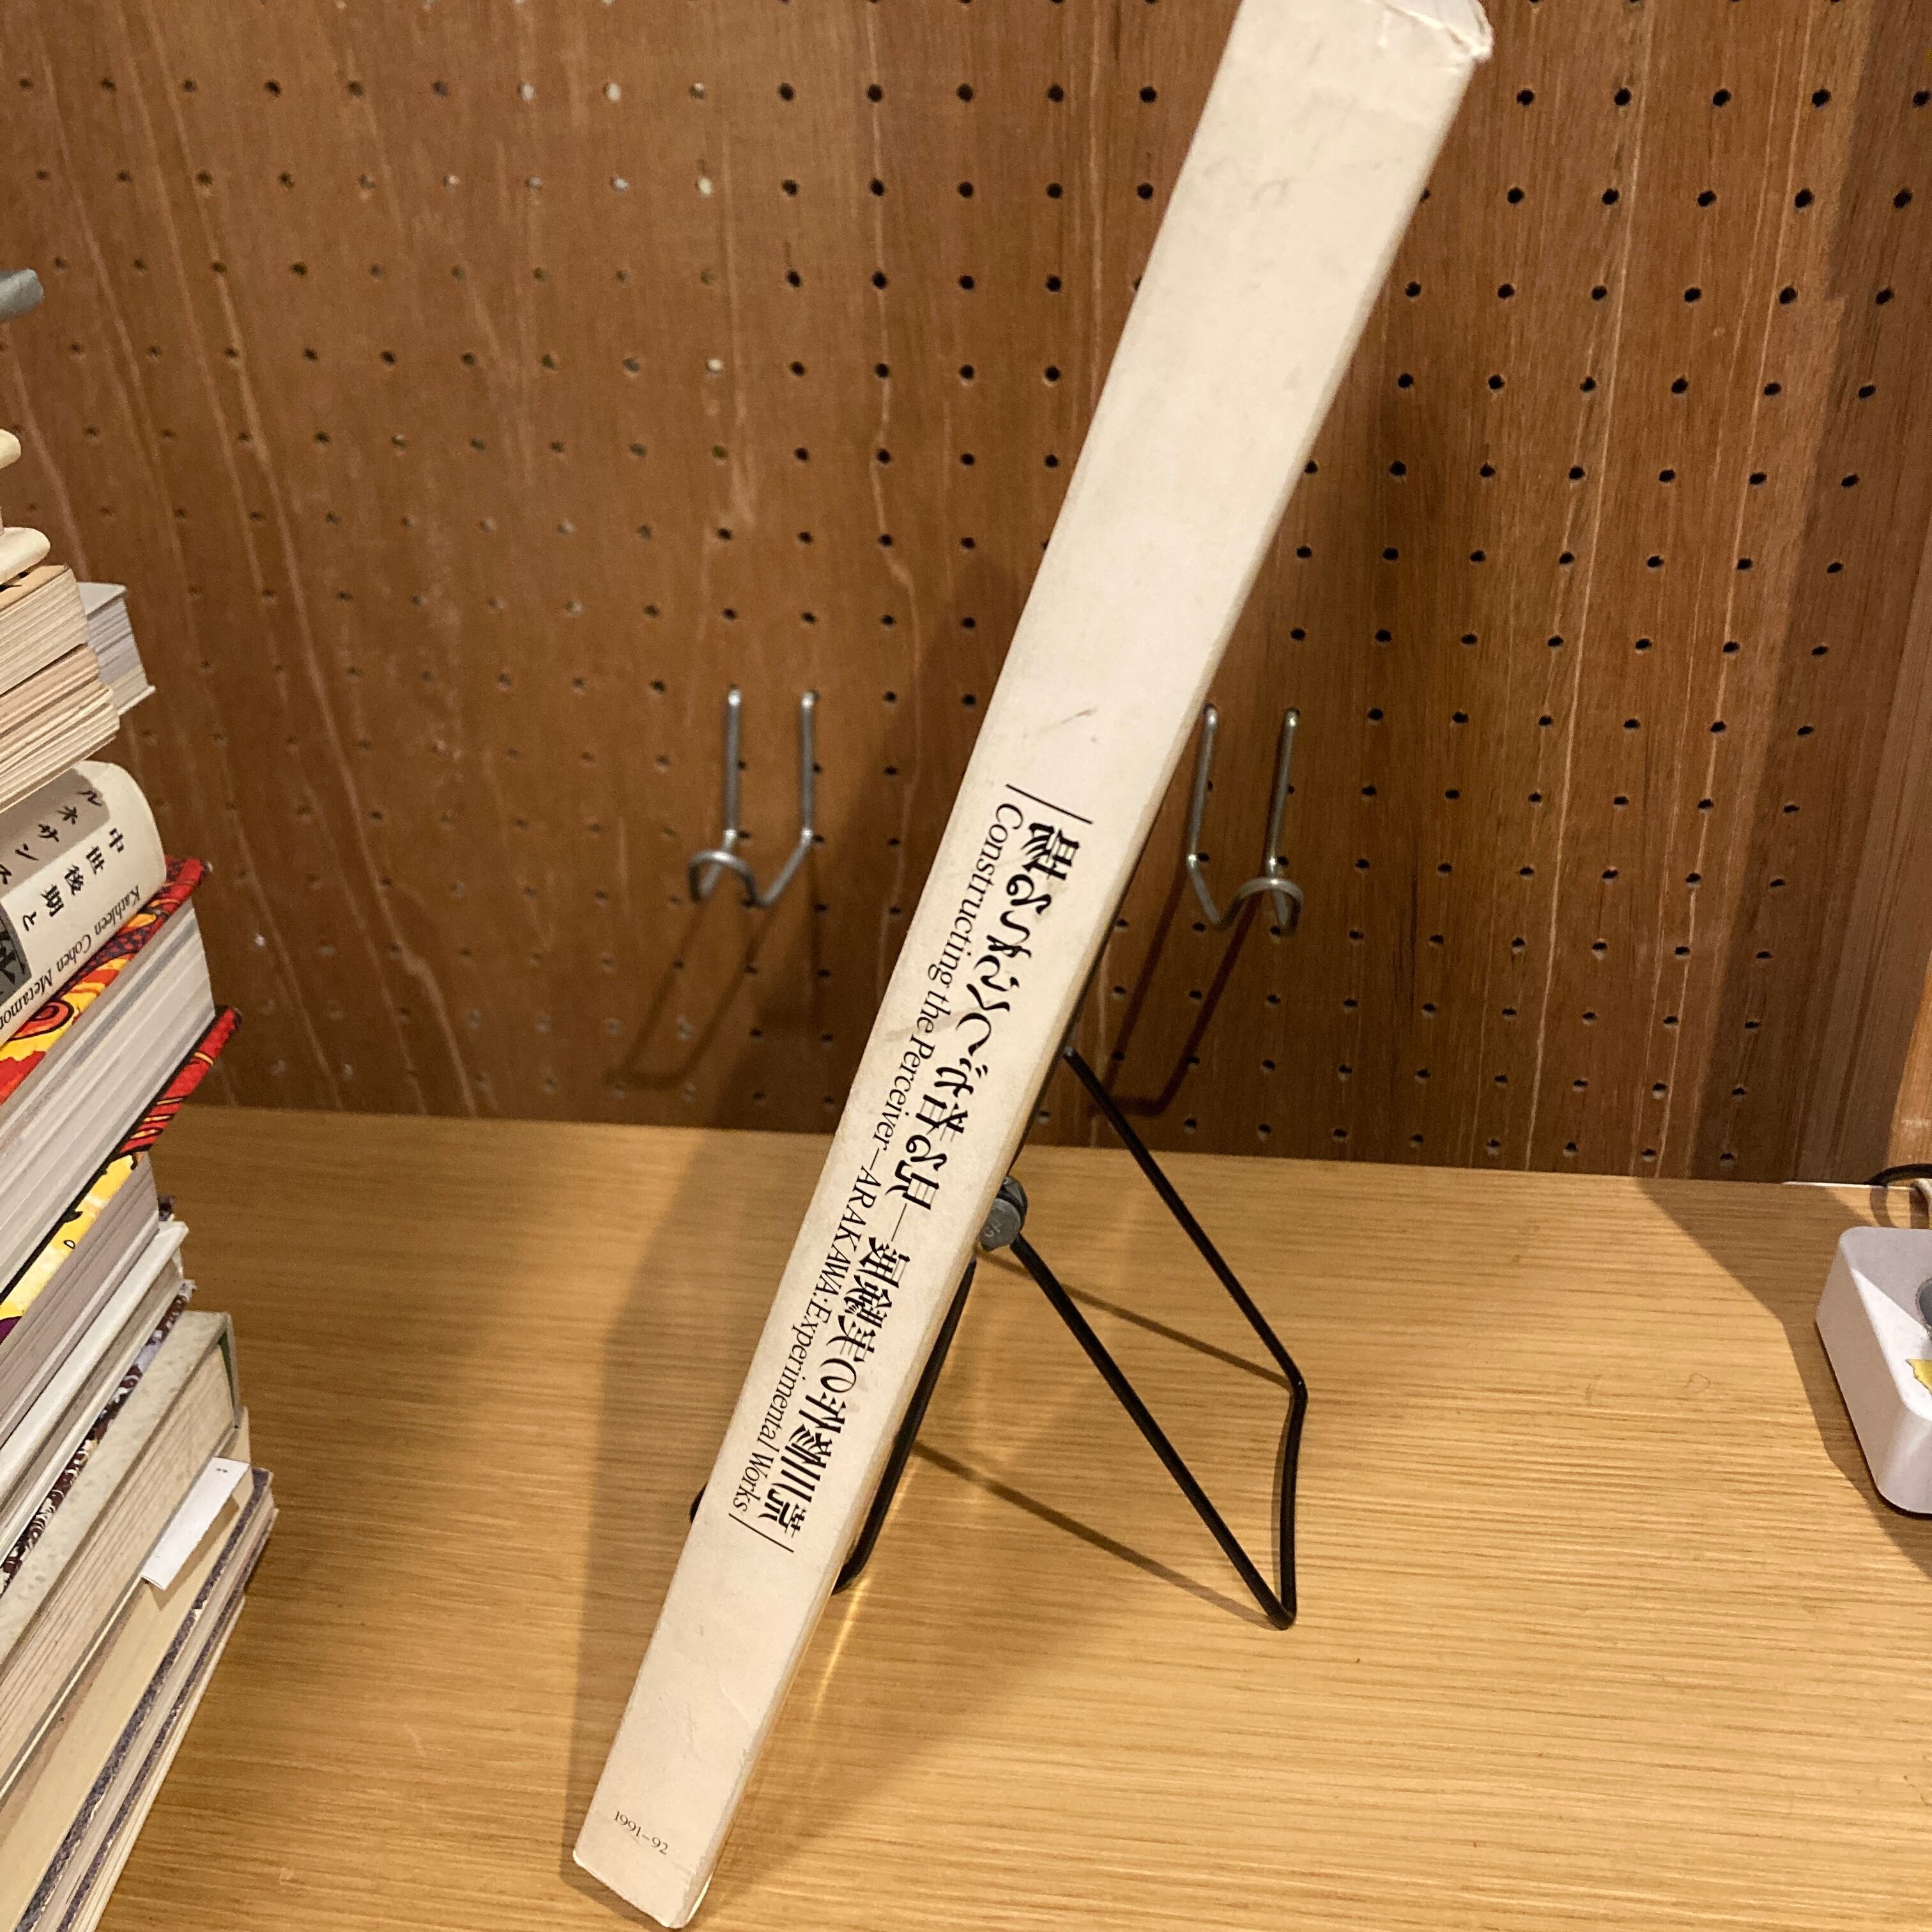 荒川修作の実験展—見る者がつくられる場
Constructing the Perceiver—ARAKAWA:Experimental Works
1991–92
中世後期と
ルネサンス
Kathleen Cohen